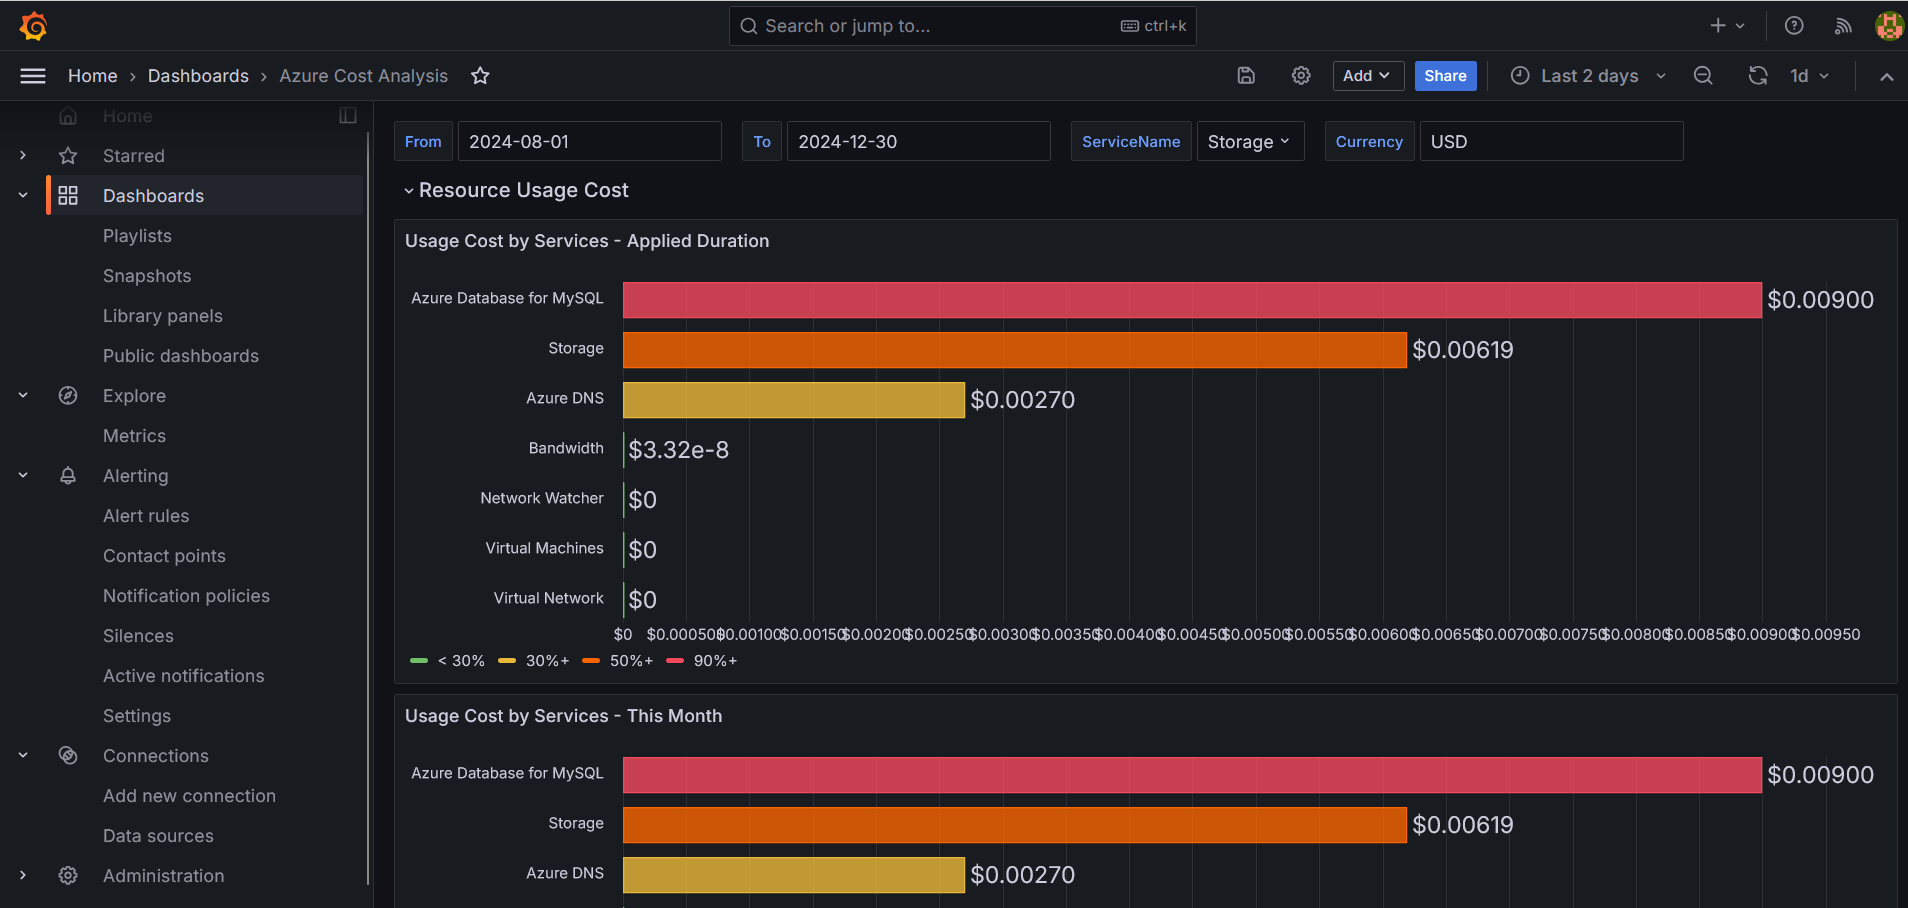 Search or jump to...
ctrl+k
Home › Dashboards › Azure Cost Analysis
Add
Share
Last 2 days
1d
Home
Starred
Dashboards
Playlists
Snapshots
Library panels
Public dashboards
Explore
Metrics
Alerting
Alert rules
Contact points
Notification policies
Silences
Active notifications
Settings
Connections
Add new connection
Data sources
Administration
From 2024-08-01 To 2024-12-30 ServiceName Storage Currency USD
Resource Usage Cost
Usage Cost by Services - Applied Duration
Azure Database for MySQL $0.00900
Storage $0.00619
Azure DNS $0.00270
Bandwidth $3.32e-8
Network Watcher $0
Virtual Machines $0
Virtual Network $0
$0 $0.000500 $0.00100 $0.00150 $0.00200 $0.00250 $0.00300 $0.00350 $0.00400 $0.00450 $0.00500 $0.00550 $0.00600 $0.00650 $0.00700 $0.00750 $0.00800 $0.00850 $0.00900 $0.00950
< 30% 30%+ 50%+ 90%+
Usage Cost by Services - This Month
Azure Database for MySQL $0.00900
Storage $0.00619
Azure DNS $0.00270